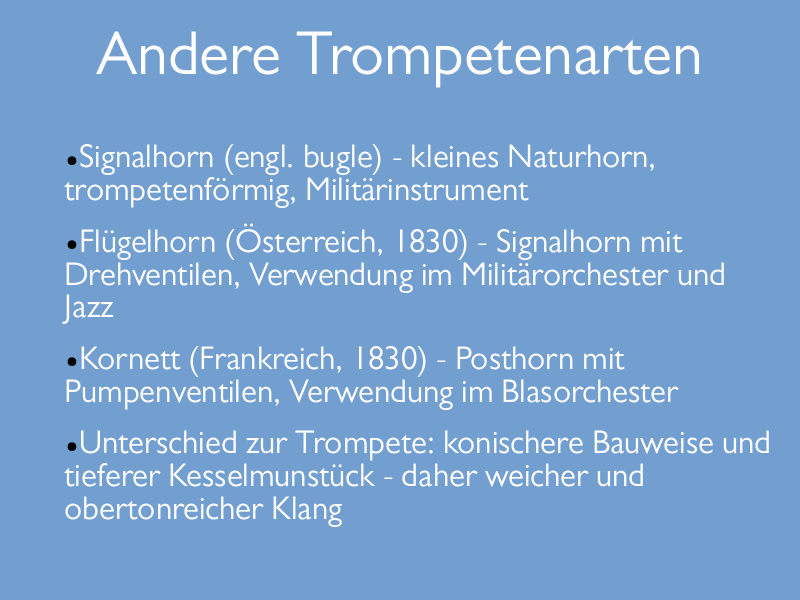 Andere Trompetenarten
•Signalhorn (engl. bugle) - kleines Naturhorn,
trompetenförmig, Militärinstrument
•Flügelhorn (Österreich, 1830) - Signalhorn mit
Drehventilen, Verwendung im Militärorchester und
Jazz
•Kornett (Frankreich, 1830) - Posthorn mit
Pumpenventilen, Verwendung im Blasorchester
•Unterschied zur Trompete: konischere Bauweise und
tieferer Kesselmunstück - daher weicher und
obertonreicher Klang